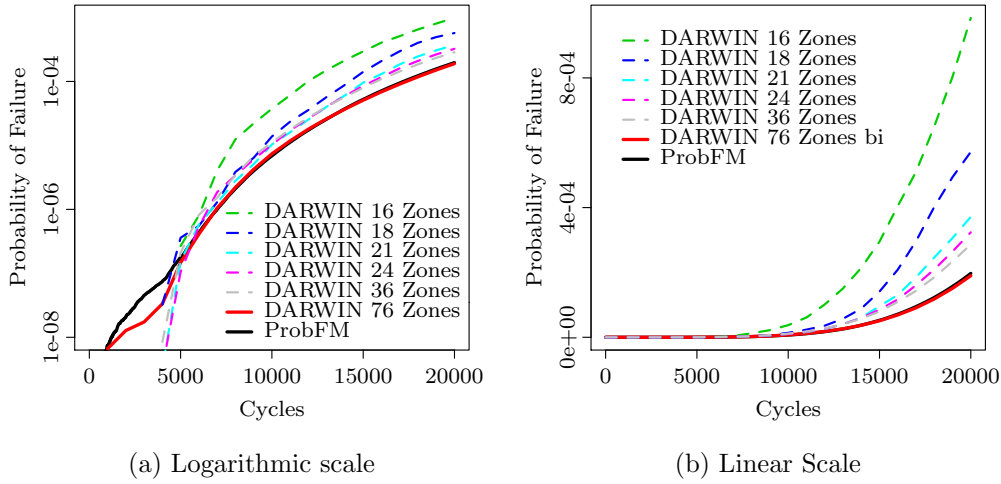 Probability of Failure
1e-04
1e-06
1e-08
DARWIN 16 Zones
DARWIN 18 Zones
DARWIN 21 Zones
DARWIN 24 Zones
DARWIN 36 Zones
DARWIN 76 Zones
ProbFM
0 5000 10000 15000 20000
Cycles
(a) Logarithmic scale
Probability of Failure
8e-04
4e-04
0e+00
DARWIN 16 Zones
DARWIN 18 Zones
DARWIN 21 Zones
DARWIN 24 Zones
DARWIN 36 Zones
DARWIN 76 Zones bi
ProbFM
0 5000 10000 15000 20000
Cycles
(b) Linear Scale